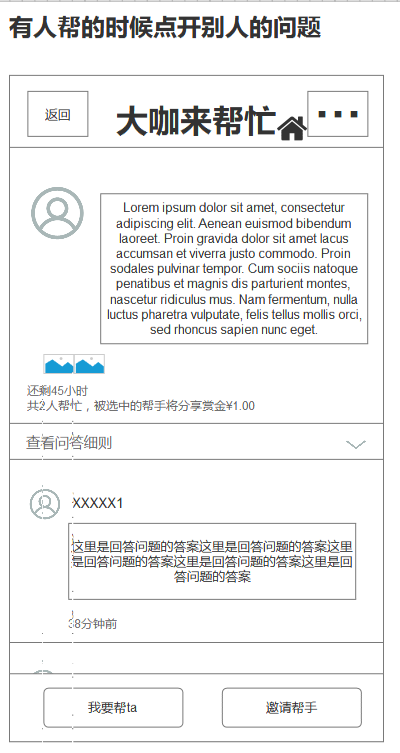 有人帮的时候点开别人的问题
返回
大咖来帮忙
...
Lorem ipsum dolor sit amet, consectetur
adipiscing elit. Aenean euismod bibendum
laoreet. Proin gravida dolor sit amet lacus
accumsan et viverra justo commodo. Proin
sodales pulvinar tempor. Cum sociis natoque
penatibus et magnis dis parturient montes,
nascetur ridiculus mus. Nam fermentum, nulla
luctus pharetra vulputate, felis tellus mollis orci,
sed rhoncus sapien nunc eget.
还剩45小时
共2人帮忙，被选中的帮手将分享赏金¥1.00
查看问答细则
XXXXX1
这里是回答问题的答案这里是回答问题的答案这里
是回答问题的答案这里是回答问题的答案这里是回
答问题的答案
38分钟前
我要帮ta
邀请帮手